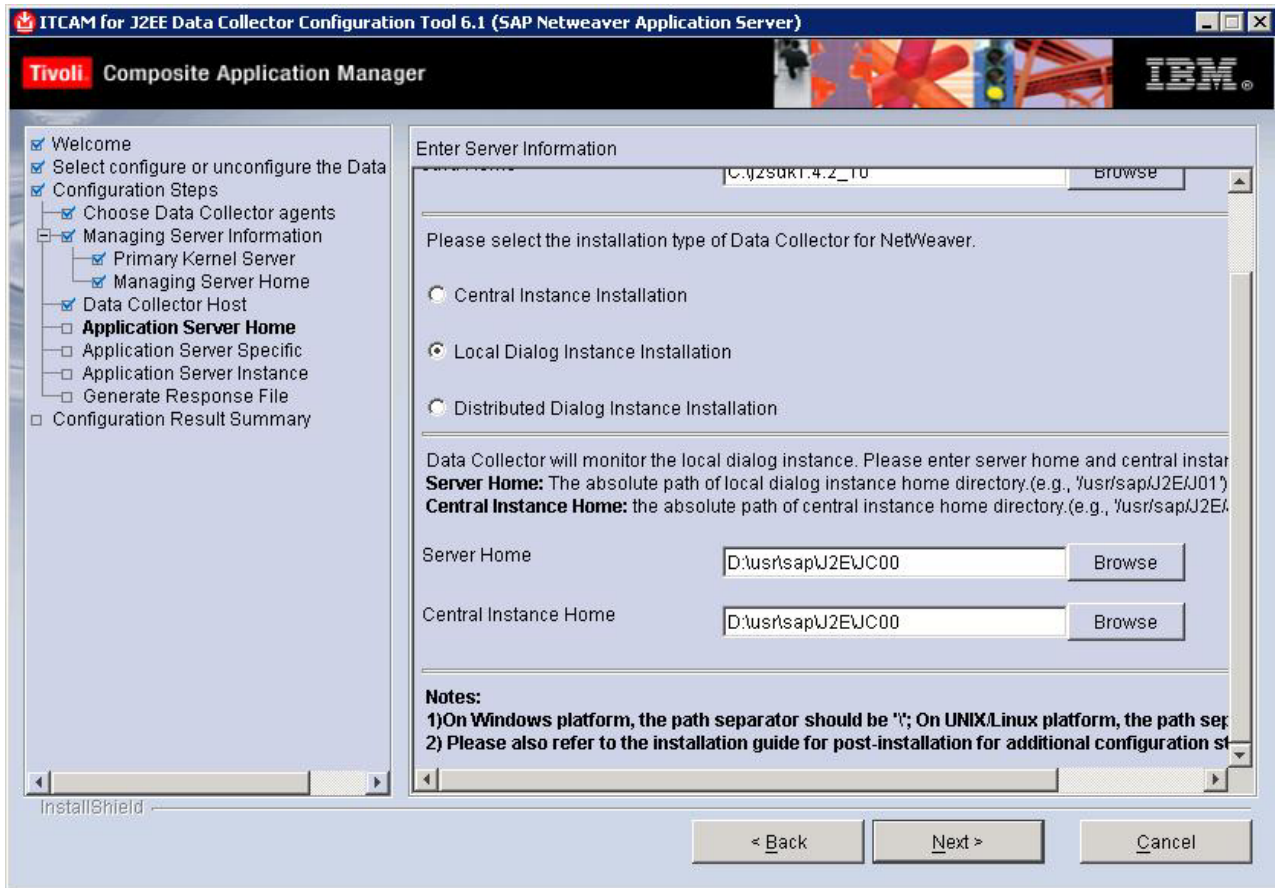 ITCAM for J2EE Data Collector Configuration Tool 6.1 (SAP Netweaver Application Server)
Tivoli. Composite Application Manager
IBM®
Welcome
Select configure or unconfigure the Data
Configuration Steps
Choose Data Collector agents
Managing Server Information
Primary Kernel Server
Managing Server Home
Data Collector Host
Application Server Home
Application Server Specific
Application Server Instance
Generate Response File
Configuration Result Summary
Enter Server Information
C:\j2sdk1.4.2_10
Browse
Please select the installation type of Data Collector for NetWeaver.
Central Instance Installation
Local Dialog Instance Installation
Distributed Dialog Instance Installation
Data Collector will monitor the local dialog instance. Please enter server home and central instan
Server Home: The absolute path of local dialog instance home directory.(e.g., '/usr/sap/J2E/J01')
Central Instance Home: the absolute path of central instance home directory.(e.g., '/usr/sap/J2E/
Server Home
D:\usr\sap\J2E\JC00
Browse
Central Instance Home
D:\usr\sap\J2E\JC00
Browse
Notes:
1)On Windows platform, the path separator should be '\'; On UNIX/Linux platform, the path sep
2) Please also refer to the installation guide for post-installation for additional configuration st
InstallShield
< Back
Next >
Cancel